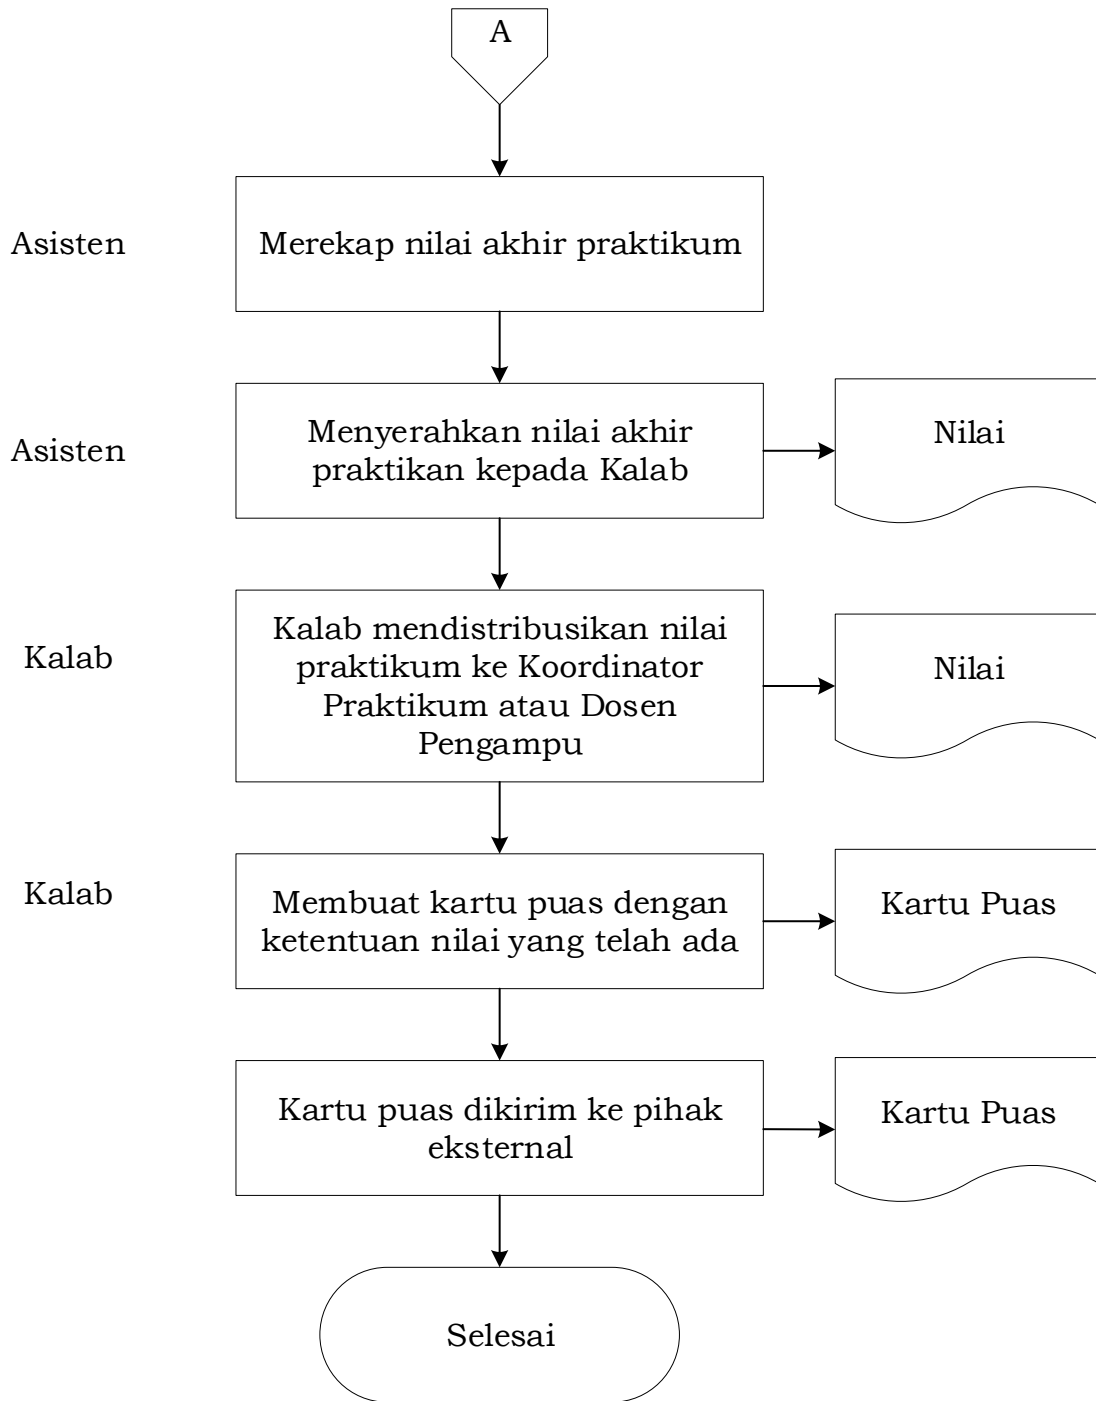 A
Asisten
Merekap nilai akhir praktikum
Asisten
Menyerahkan nilai akhir
praktikan kepada Kalab
Nilai
Kalab
Kalab mendistribusikan nilai
praktikum ke Koordinator
Praktikum atau Dosen
Pengampu
Nilai
Kalab
Membuat kartu puas dengan
ketentuan nilai yang telah ada
Kartu Puas
Kartu puas dikirim ke pihak
eksternal
Kartu Puas
Selesai